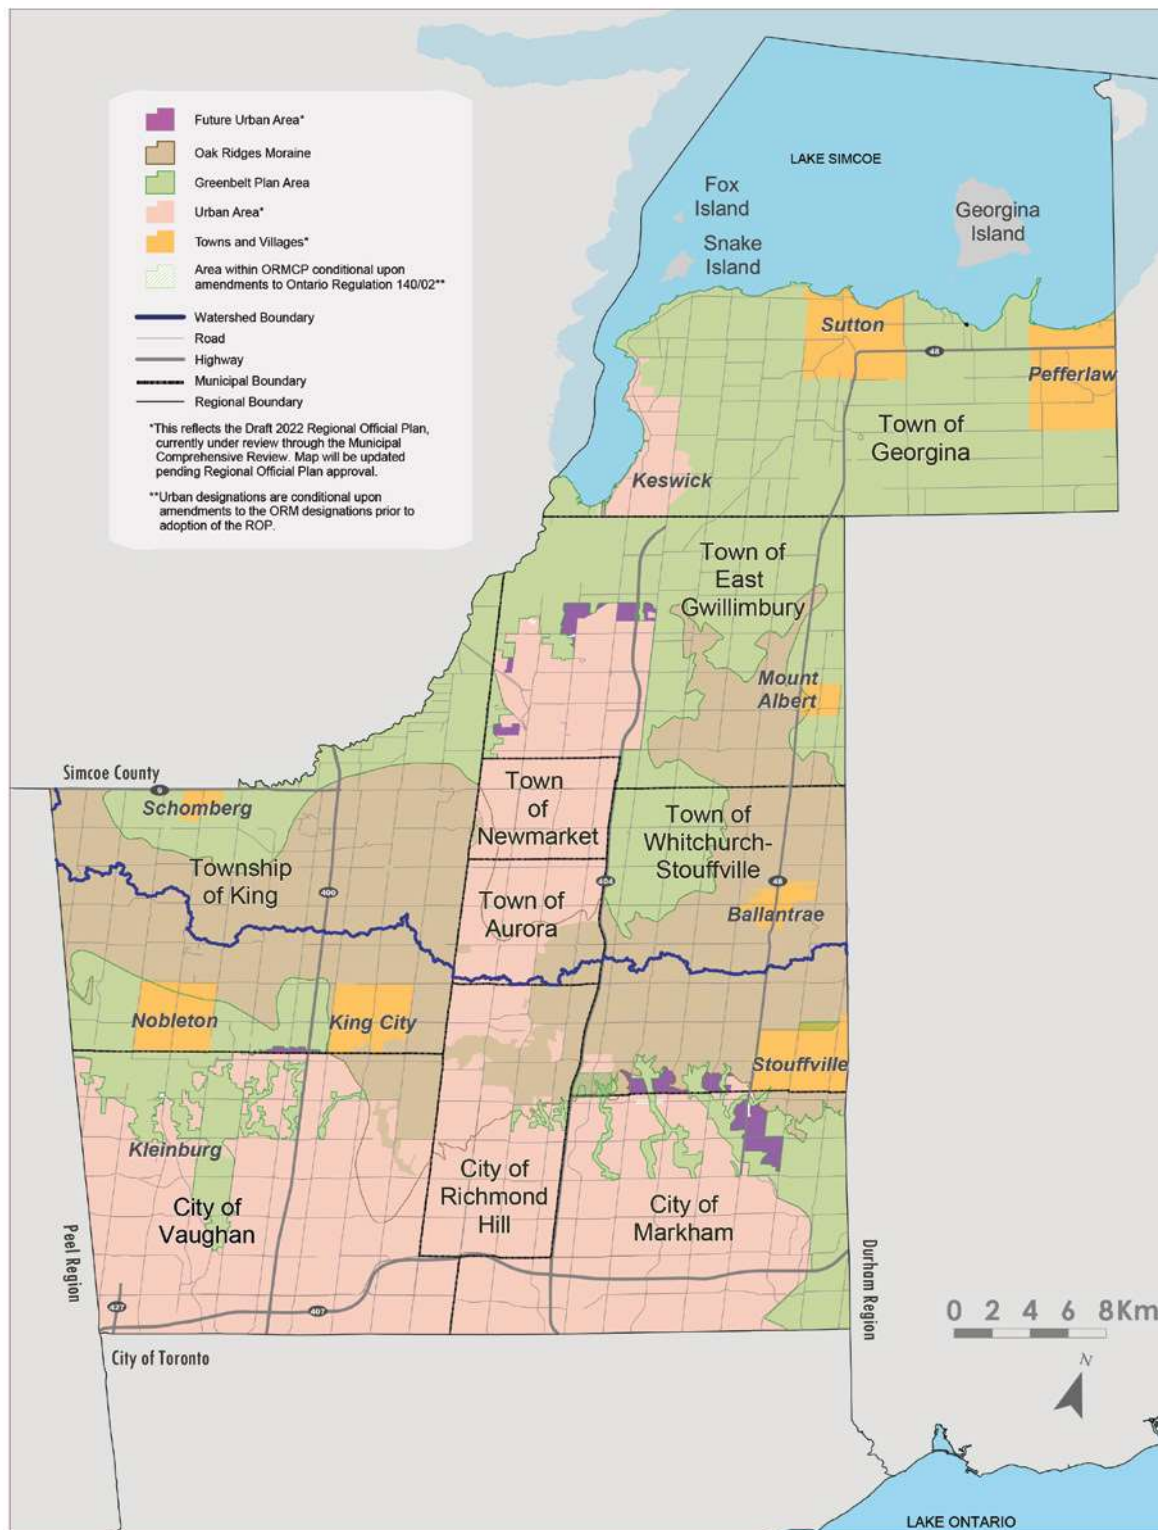 Future Urban Area*
Oak Ridges Moraine
Greenbelt Plan Area
Urban Area*
Towns and Villages*
Area within ORMCP conditional upon
amendments to Ontario Regulation 140/02**
Watershed Boundary
Road
Highway
Municipal Boundary
Regional Boundary
*This reflects the Draft 2022 Regional Official Plan,
currently under review through the Municipal
Comprehensive Review. Map will be updated
pending Regional Official Plan approval.
**Urban designations are conditional upon
amendments to the ORM designations prior to
adoption of the ROP.
LAKE SIMCOE
Fox
Island
Snake
Island
Georgina
Island
Sutton
48
Pefferlaw
Town of
Georgina
Keswick
Town of
East
Gwillimbury
Mount
Albert
Simcoe County
9
Schomberg
Town
of
Newmarket
Town of
Whitchurch-
Stouffville
Township
of King
400
404
48
Town of
Aurora
Ballantrae
Nobleton
King City
Stouffville
Kleinburg
City of
Vaughan
City of
Richmond
Hill
City of
Markham
Peel Region
Durham Region
427
407
City of Toronto
0 2 4 6 8Km
N
LAKE ONTARIO